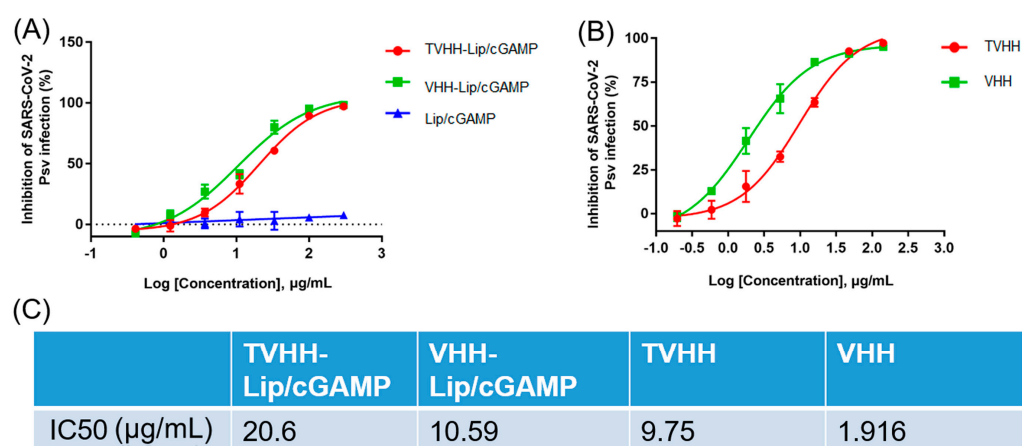 (A)
150
100
50
0
-1
0
1
2
3
Inhibition of SARS-CoV-2
Psv infection (%)
Log [Concentration], µg/mL
TVHH-Lip/cGAMP
VHH-Lip/cGAMP
Lip/cGAMP
(B)
100
75
50
25
0
-1.0
-0.5
0.0
0.5
1.0
1.5
2.0
2.5
3.0
Inhibition of SARS-CoV-2
Psv infection (%)
Log [Concentration], µg/mL
TVHH
VHH
(C)
TVHH-
Lip/cGAMP
VHH-
Lip/cGAMP
TVHH
VHH
IC50 (µg/mL)
20.6
10.59
9.75
1.916